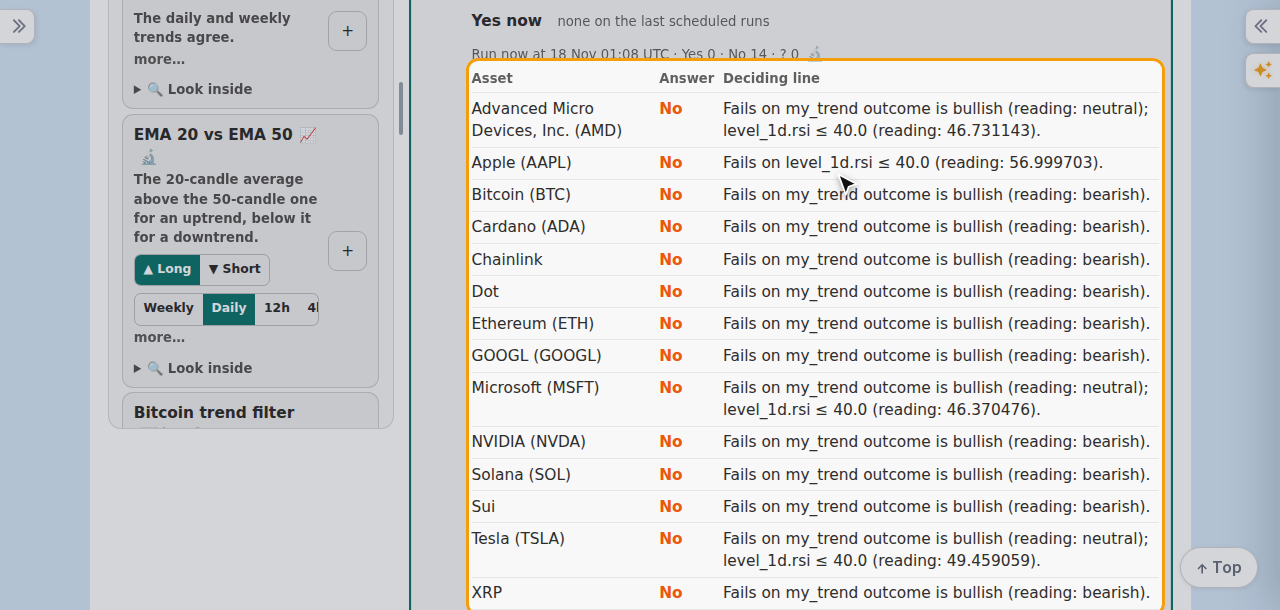 The daily and weekly
trends agree.
more…
+
▶ 🔍 Look inside
EMA 20 vs EMA 50 📈
🔬
The 20-candle average
above the 50-candle one
for an uptrend, below it
for a downtrend.
+
▲ Long ▼ Short
Weekly Daily 12h
more…
▶ 🔍 Look inside
Bitcoin trend filter
Yes now none on the last scheduled runs
Run now at 18 Nov 01:08 UTC · Yes 0 · No 14 · ? 0 🔬
Asset Answer Deciding line
Advanced Micro Devices, Inc. (AMD) No Fails on my_trend outcome is bullish (reading: neutral);
level_1d.rsi ≤ 40.0 (reading: 46.731143).
Apple (AAPL) No Fails on level_1d.rsi ≤ 40.0 (reading: 56.999703).
Bitcoin (BTC) No Fails on my_trend outcome is bullish (reading: bearish).
Cardano (ADA) No Fails on my_trend outcome is bullish (reading: bearish).
Chainlink No Fails on my_trend outcome is bullish (reading: bearish).
Dot No Fails on my_trend outcome is bullish (reading: bearish).
Ethereum (ETH) No Fails on my_trend outcome is bullish (reading: bearish).
GOOGL (GOOGL) No Fails on my_trend outcome is bullish (reading: bearish).
Microsoft (MSFT) No Fails on my_trend outcome is bullish (reading: neutral);
level_1d.rsi ≤ 40.0 (reading: 46.370476).
NVIDIA (NVDA) No Fails on my_trend outcome is bullish (reading: bearish).
Solana (SOL) No Fails on my_trend outcome is bullish (reading: bearish).
Sui No Fails on my_trend outcome is bullish (reading: bearish).
Tesla (TSLA) No Fails on my_trend outcome is bullish (reading: neutral);
level_1d.rsi ≤ 40.0 (reading: 49.459059).
XRP No Fails on my_trend outcome is bullish (reading: bearish).
↑ Top